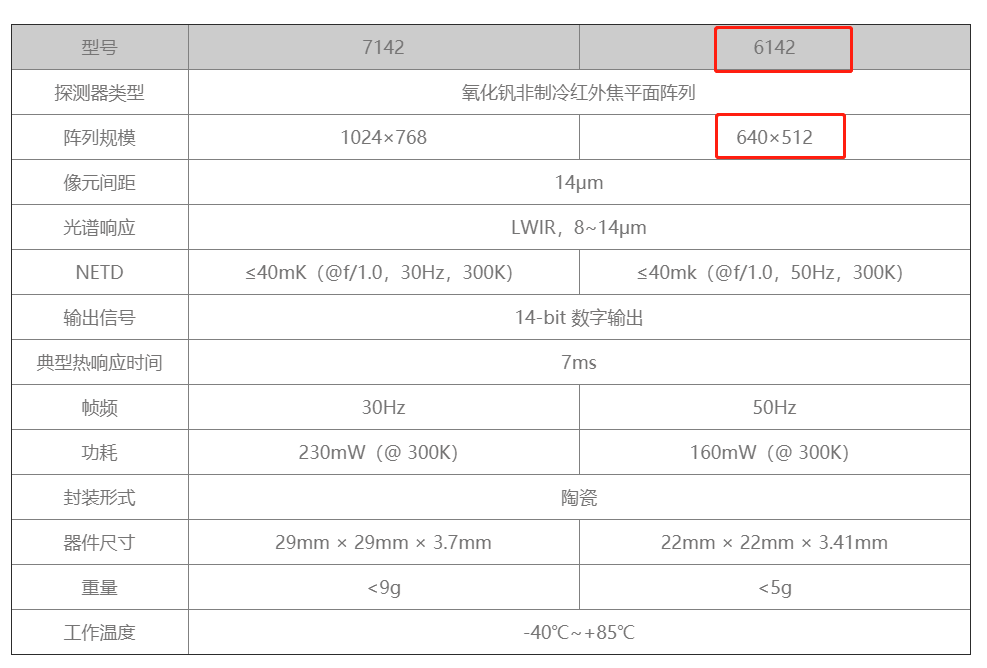 型号 7142 6142
探测器类型 氧化钒非制冷红外焦平面阵列
阵列规模 1024×768 640×512
像元间距 14μm
光谱响应 LWIR，8~14μm
NETD ≤40mK（@f/1.0，30Hz，300K） ≤40mk（@f/1.0，50Hz，300K）
输出信号 14-bit 数字输出
典型热响应时间 7ms
帧频 30Hz 50Hz
功耗 230mW（@ 300K） 160mW（@ 300K）
封装形式 陶瓷
器件尺寸 29mm × 29mm × 3.7mm 22mm × 22mm × 3.41mm
重量 <9g <5g
工作温度 -40℃~+85℃